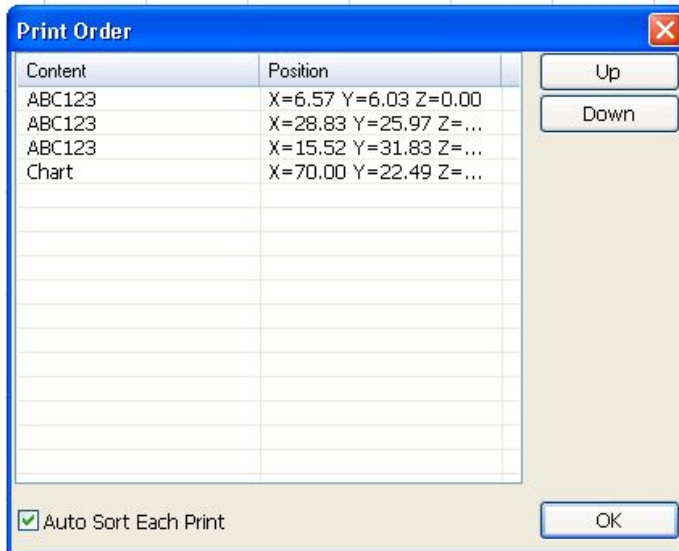 Print Order
Content Position
ABC123 X=6.57 Y=6.03 Z=0.00
ABC123 X=28.83 Y=25.97 Z=...
ABC123 X=15.52 Y=31.83 Z=...
Chart X=70.00 Y=22.49 Z=...
Up
Down
Auto Sort Each Print
OK